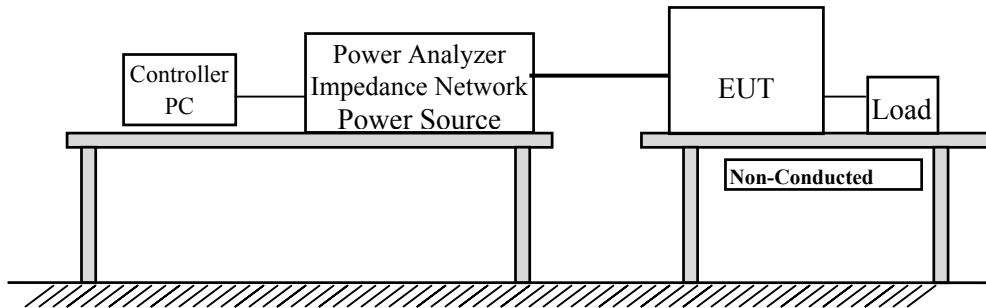 Controller
PC
Power Analyzer
Impedance Network
Power Source
EUT
Load
Non-Conducted